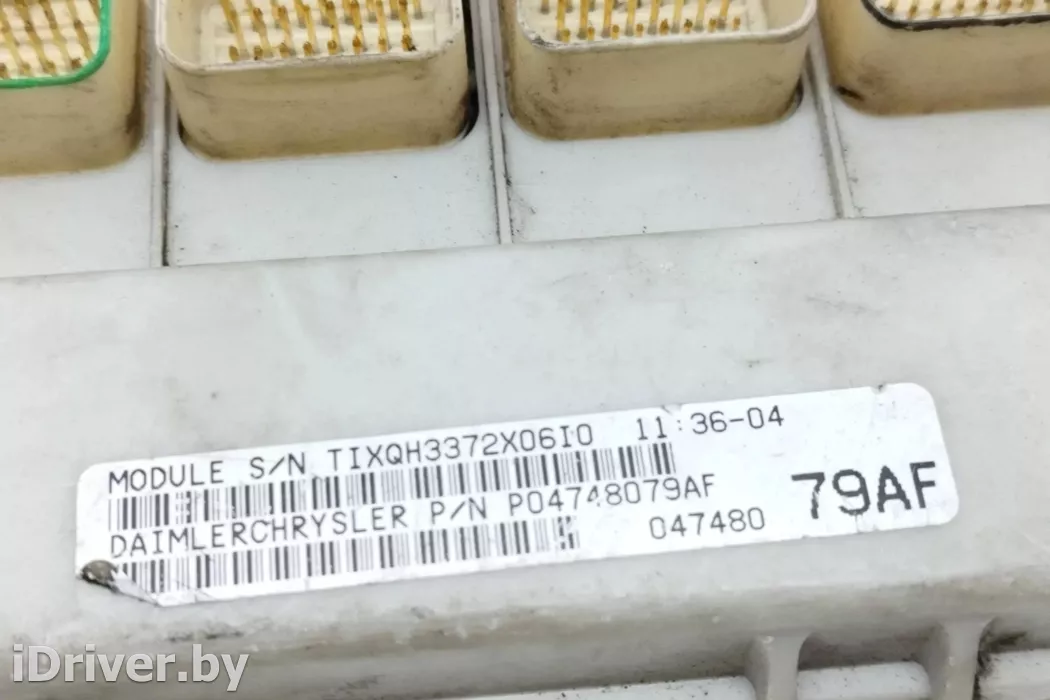 MODULE S/N TIXQH3372X06I0 11:36-04
DAIMLERCHRYSLER P/N P04748079AF
047480 79AF
iDriver.by